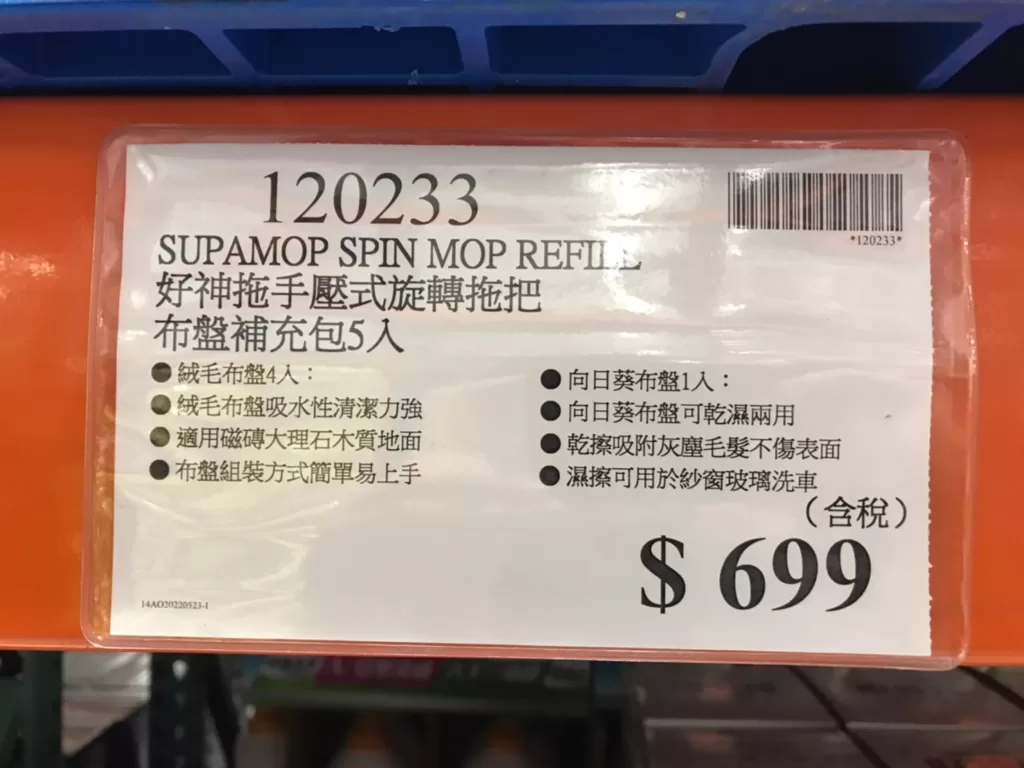 120233
*120233*
SUPAMOP SPIN MOP REFILL
好神拖手壓式旋轉拖把
布盤補充包5入
●絨毛布盤4入：
●絨毛布盤吸水性清潔力強
●適用磁磚大理石木質地面
●布盤組裝方式簡單易上手
●向日葵布盤1入：
●向日葵布盤可乾濕兩用
●乾擦吸附灰塵毛髮不傷表面
●濕擦可用於紗窗玻璃洗車
（含稅）
$ 699
14AO20220523-1